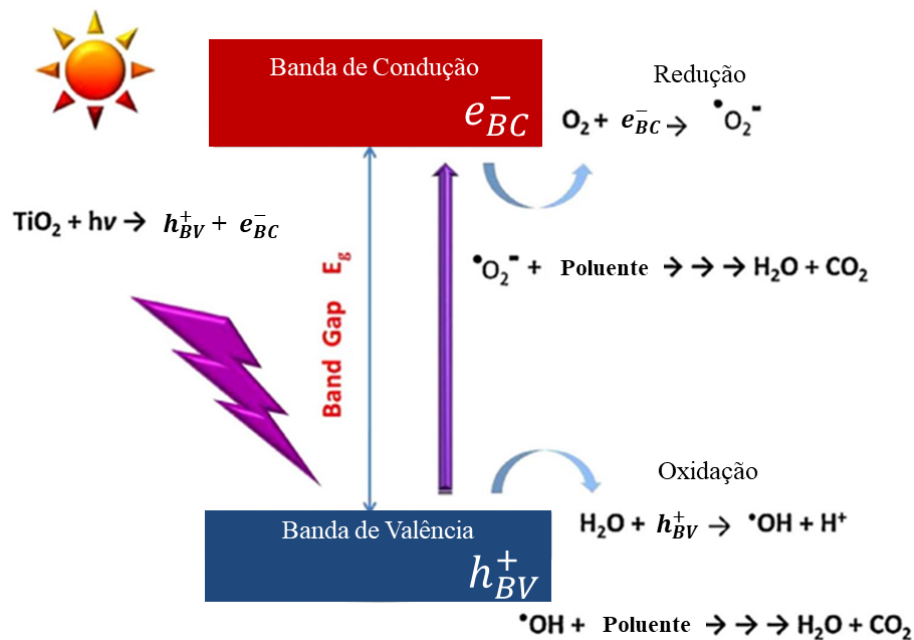 Banda de Condução
e⁻BC
Redução
O₂ + e⁻BC → •O₂⁻
TiO₂ + hν → h⁺BV + e⁻BC
Band Gap Eg
•O₂⁻ + Poluente → → → H₂O + CO₂
Oxidação
Banda de Valência
h⁺BV
H₂O + h⁺BV → •OH + H⁺
•OH + Poluente → → → H₂O + CO₂